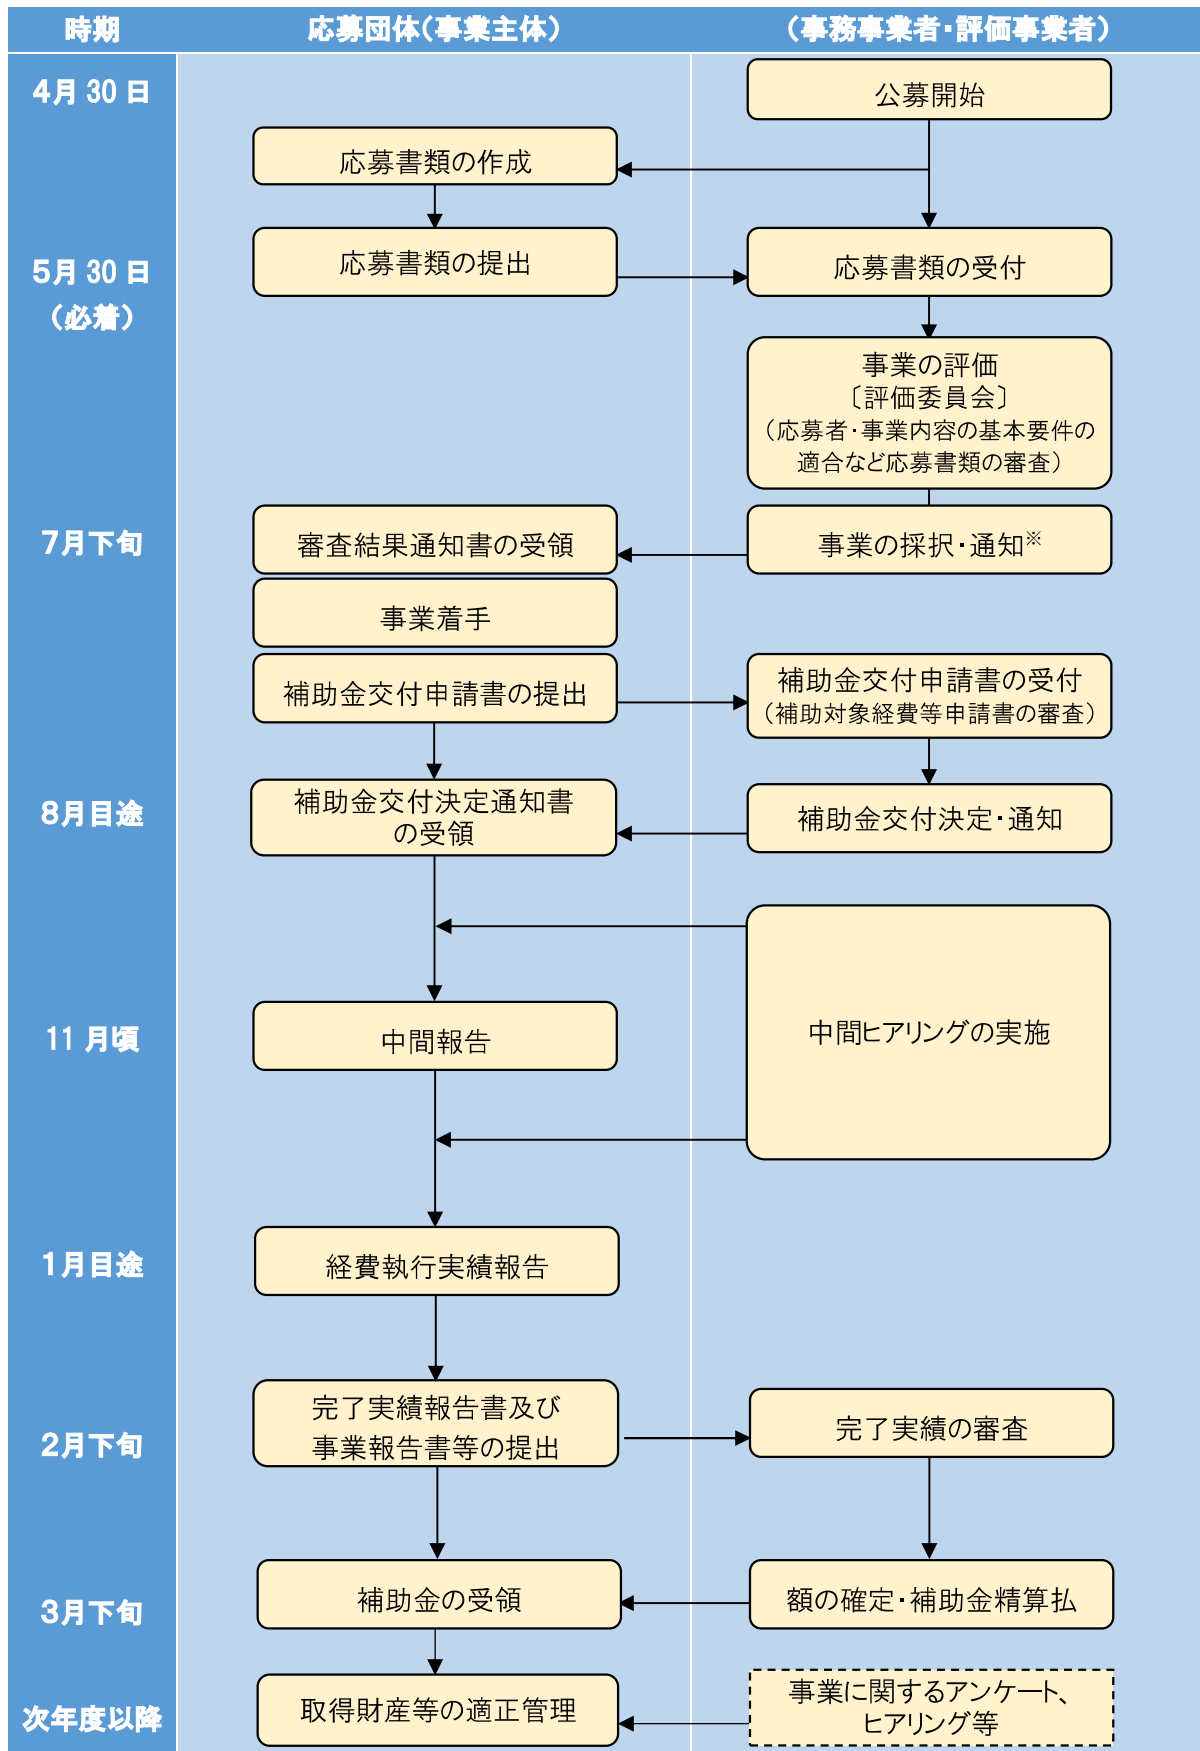 時期
応募団体（事業主体）
（事務事業者・評価事業者）
4月 30 日
公募開始
応募書類の作成
5月 30 日
（必着）
応募書類の提出
応募書類の受付
事業の評価
〔評価委員会〕
（応募者・事業内容の基本要件の
適合など応募書類の審査）
7月下旬
審査結果通知書の受領
事業の採択・通知※
事業着手
補助金交付申請書の提出
補助金交付申請書の受付
（補助対象経費等申請書の審査）
8月目途
補助金交付決定通知書
の受領
補助金交付決定・通知
11 月頃
中間報告
中間ヒアリングの実施
1月目途
経費執行実績報告
2月下旬
完了実績報告書及び
事業報告書等の提出
完了実績の審査
3月下旬
補助金の受領
額の確定・補助金精算払
次年度以降
取得財産等の適正管理
事業に関するアンケート、
ヒアリング等